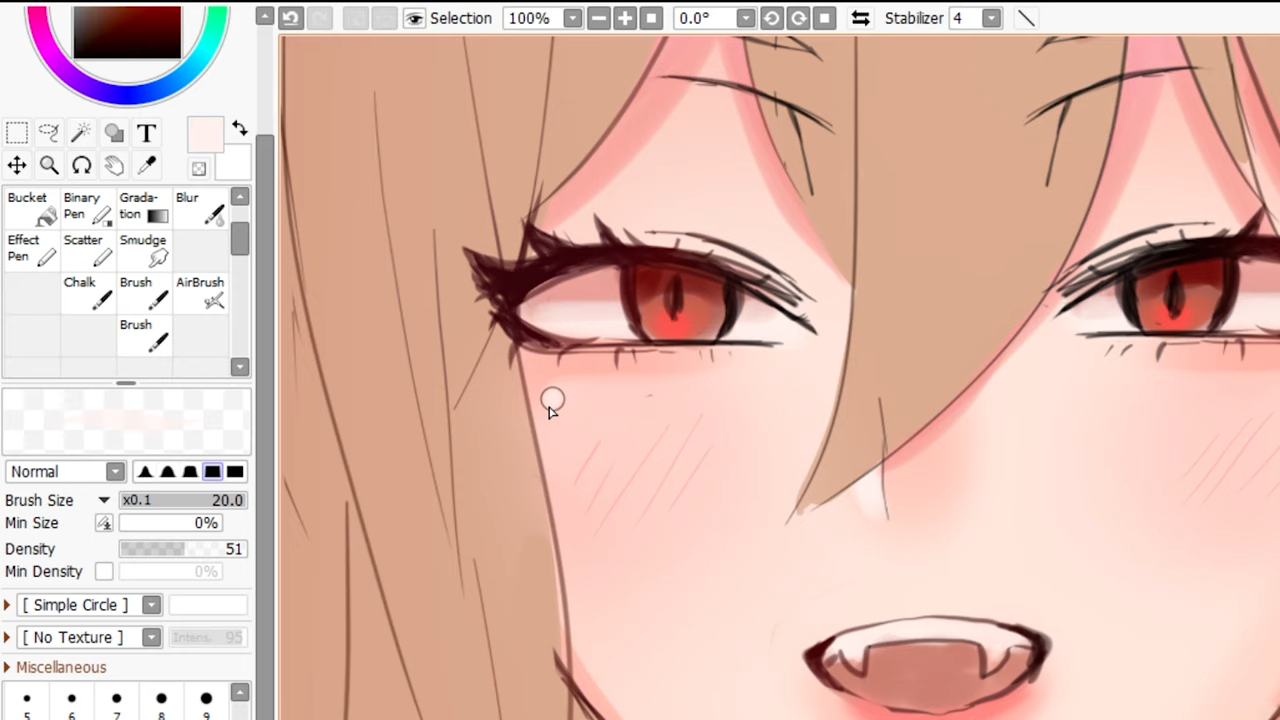 Selection 100% 0.0° Stabilizer 4
T
Bucket Binary Pen Grada-tion Blur
Effect Pen Scatter Smudge
Chalk Brush AirBrush
Brush
Normal
Brush Size x0.1 20.0
Min Size 0%
Density 51
Min Density 0%
[ Simple Circle ]
[ No Texture ] Intens. 95
Miscellaneous
5 6 7 8 9